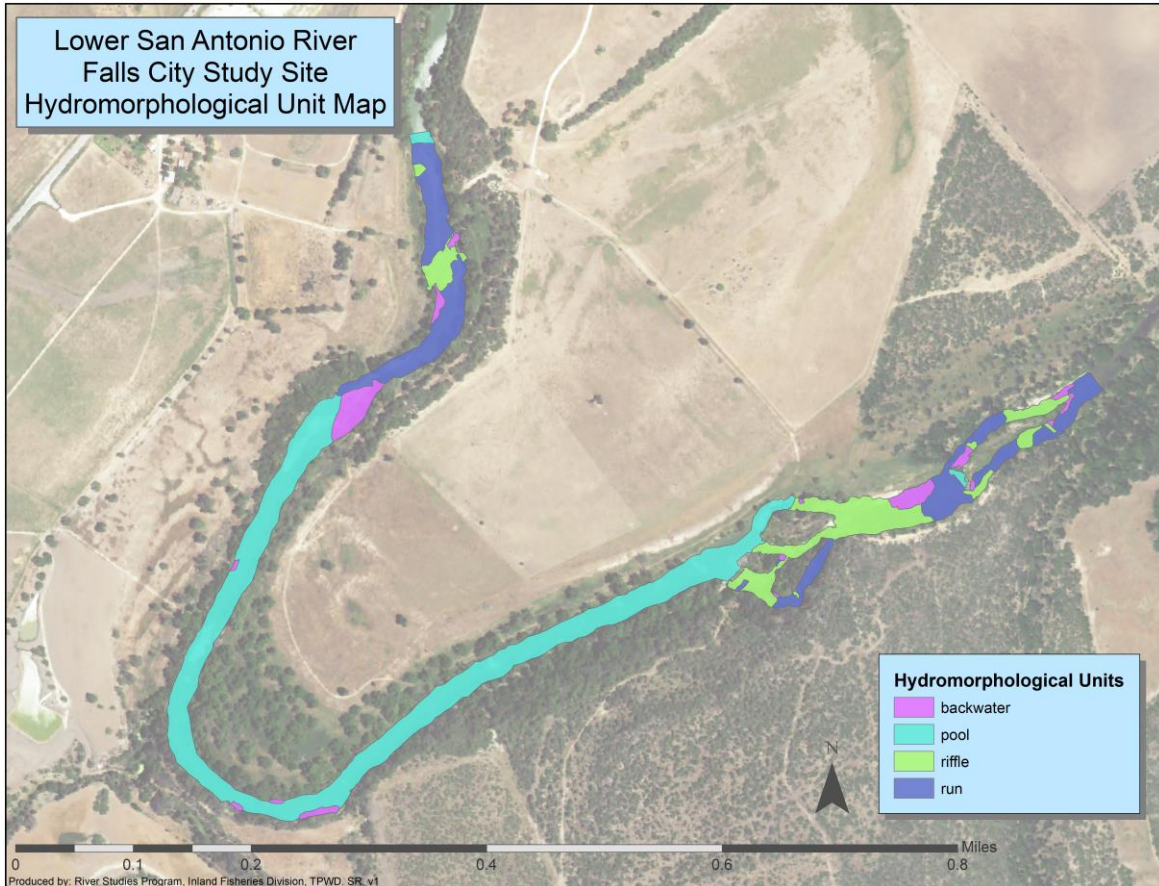 Lower San Antonio River
Falls City Study Site
Hydromorphological Unit Map
N
Hydromorphological Units
backwater
pool
riffle
run
Miles
0 0.1 0.2 0.4 0.6 0.8
Produced by: River Studies Program, Inland Fisheries Division, TPWD, SR, v1